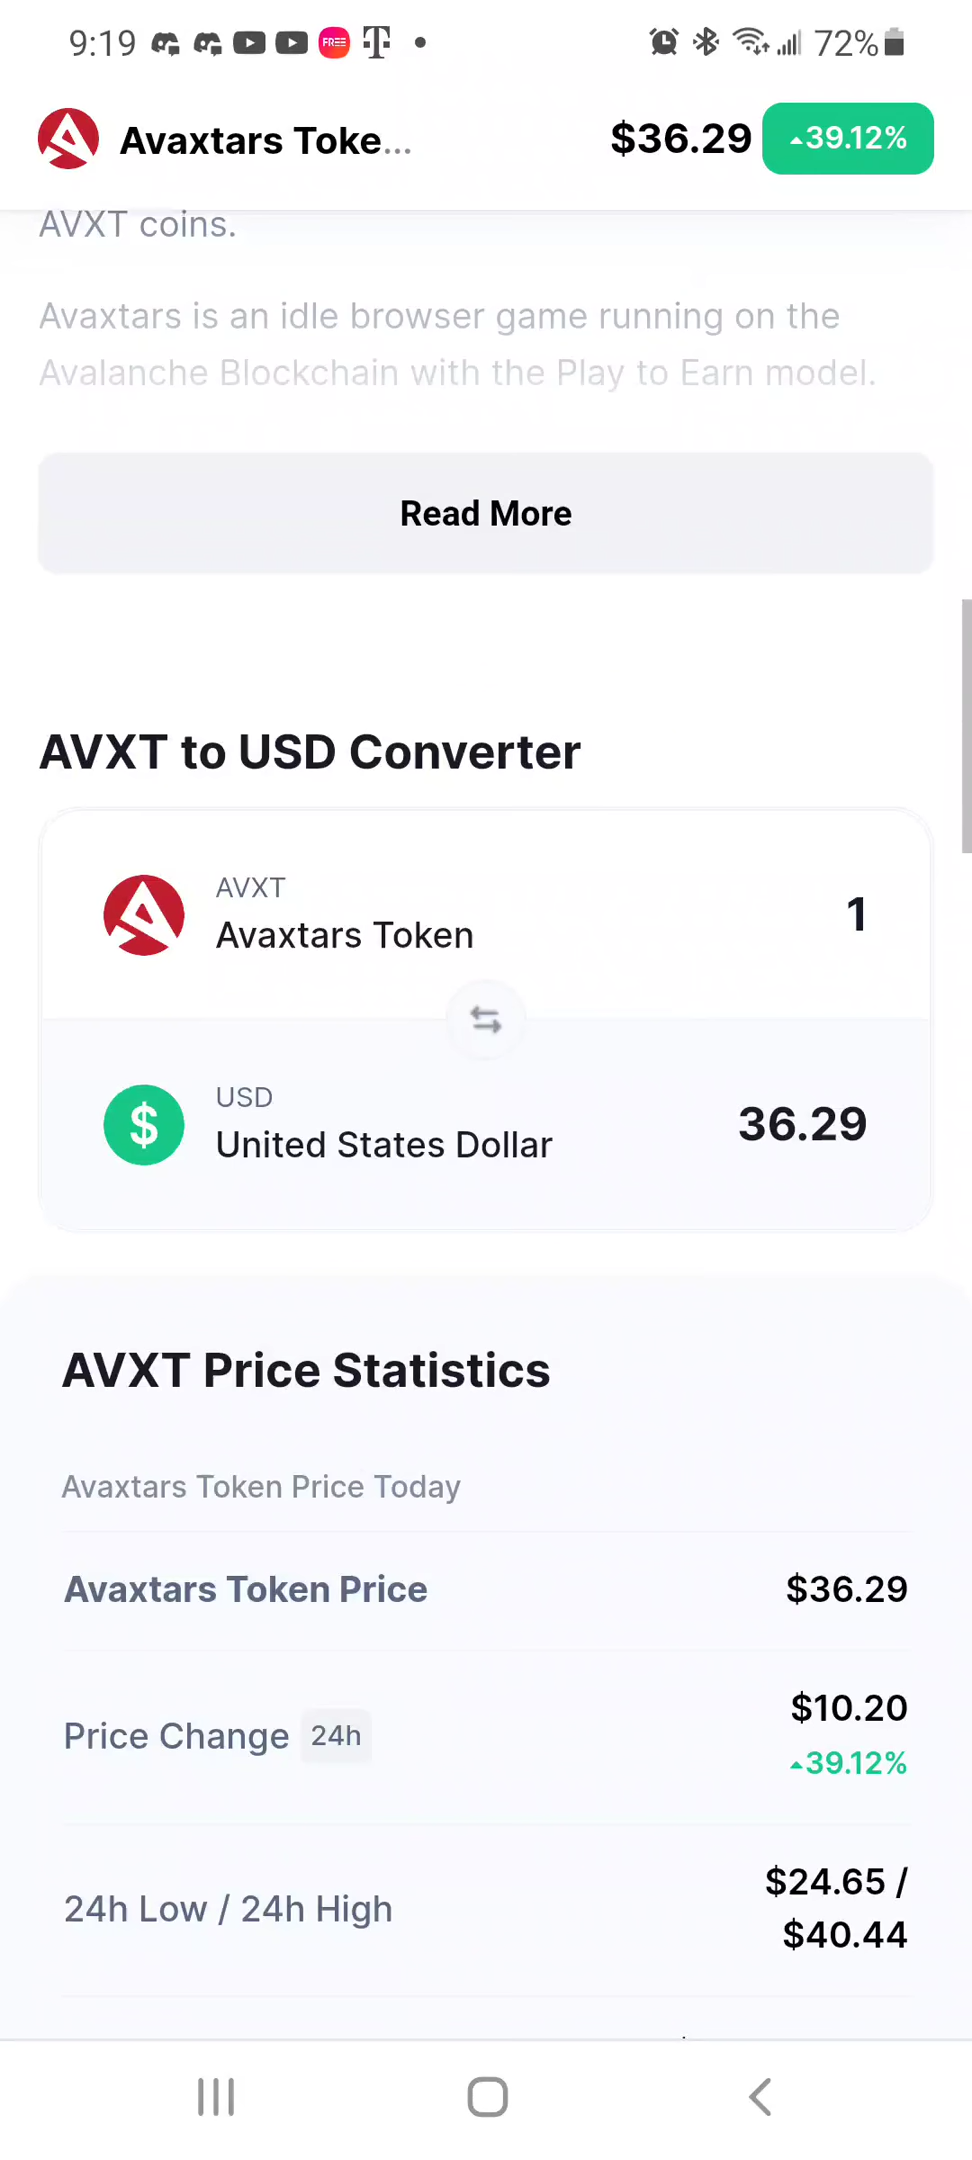 9:19 FREE T 72%
Avaxtars Toke... $36.29 39.12%
AVXT coins.
Avaxtars is an idle browser game running on the
Avalanche Blockchain with the Play to Earn model.
Read More
AVXT to USD Converter
AVXT
Avaxtars Token
1
$
USD
United States Dollar
36.29
AVXT Price Statistics
Avaxtars Token Price Today
Avaxtars Token Price $36.29
Price Change 24h $10.20
39.12%
24h Low / 24h High $24.65 /
$40.44